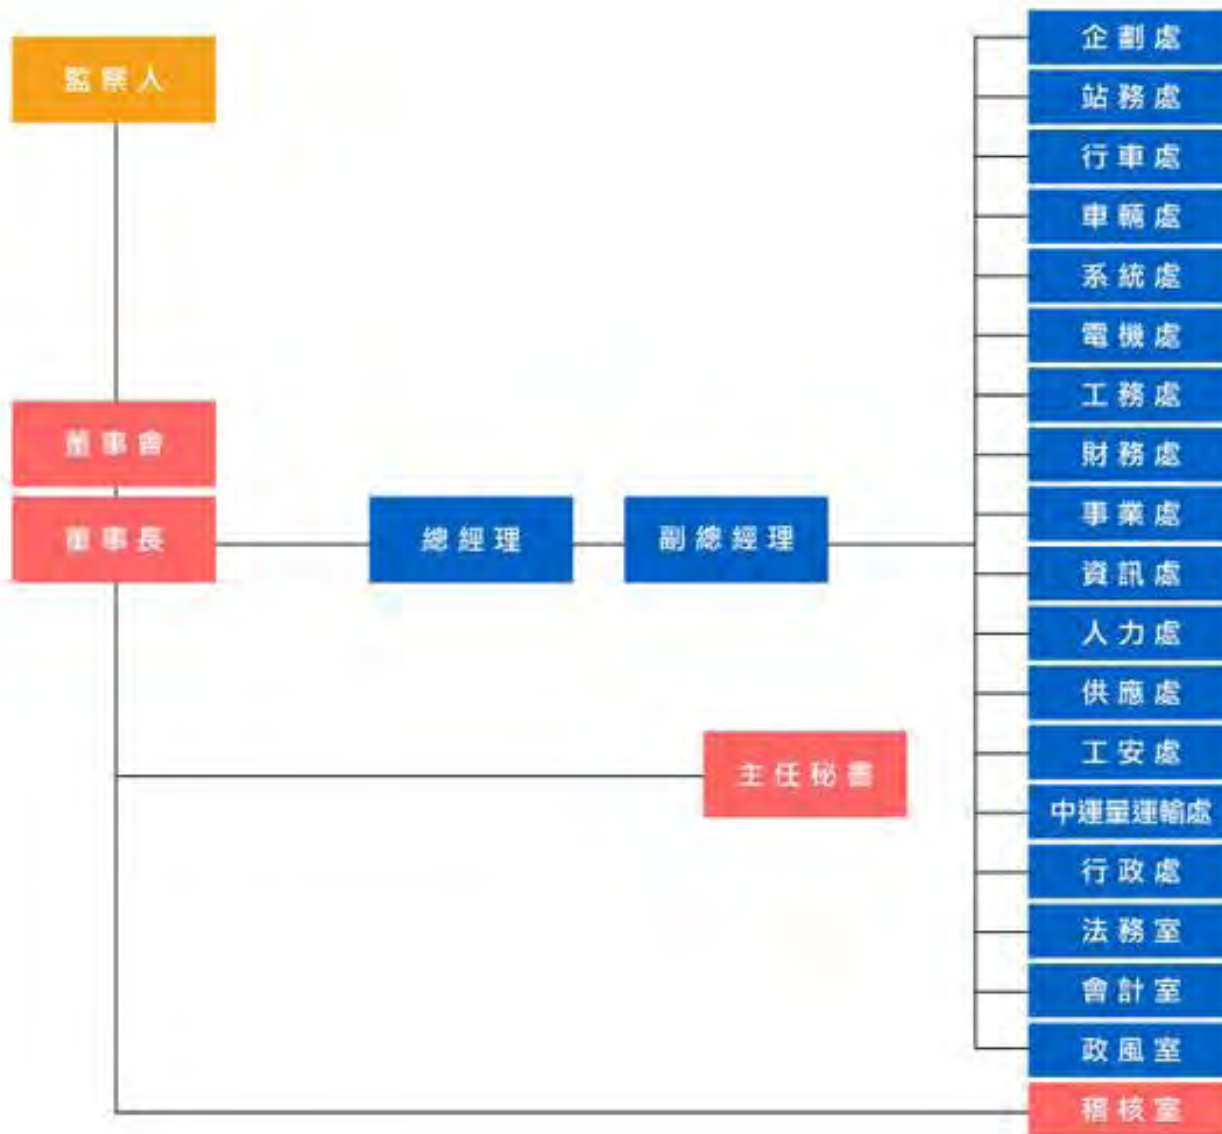 監察人
董事會
董事長
總經理
副總經理
主任秘書
企劃處
站務處
行車處
車輛處
系統處
電機處
工務處
財務處
事業處
資訊處
人力處
供應處
工安處
中運量運輸處
行政處
法務室
會計室
政風室
稽核室